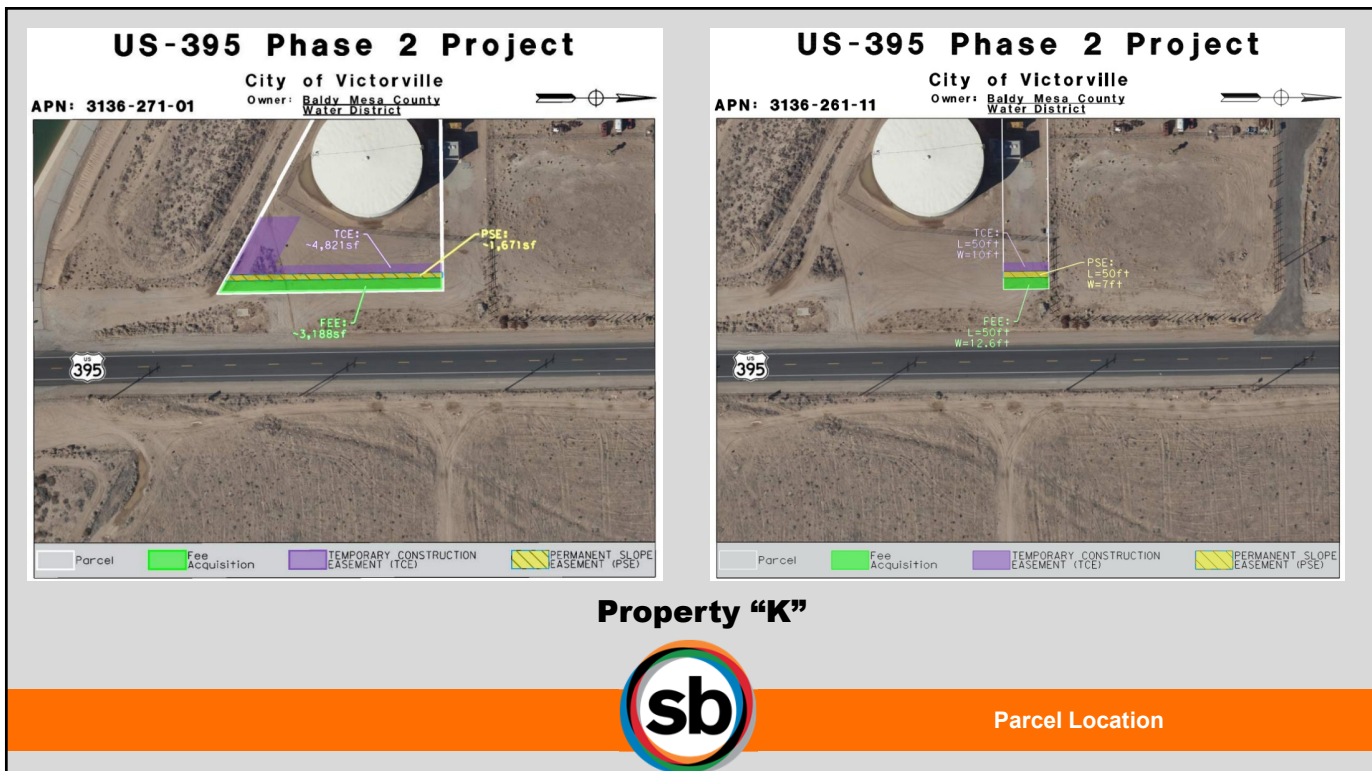 US-395 Phase 2 Project
City of Victorville
APN: 3136-271-01
Owner: Baldy Mesa County
Water District
TCE:
~4,821sf
PSE:
~1,671sf
FEE:
~3,188sf
US
395
Parcel
Fee
Acquisition
TEMPORARY CONSTRUCTION
EASEMENT (TCE)
PERMANENT SLOPE
EASEMENT (PSE)
US-395 Phase 2 Project
City of Victorville
APN: 3136-261-11
Owner: Baldy Mesa County
Water District
TCE:
L=50ft
W=10ft
PSE:
L=50ft
W=7ft
FEE:
L=50ft
W=12.6ft
US
395
Parcel
Fee
Acquisition
TEMPORARY CONSTRUCTION
EASEMENT (TCE)
PERMANENT SLOPE
EASEMENT (PSE)
Property “K”
sb
Parcel Location